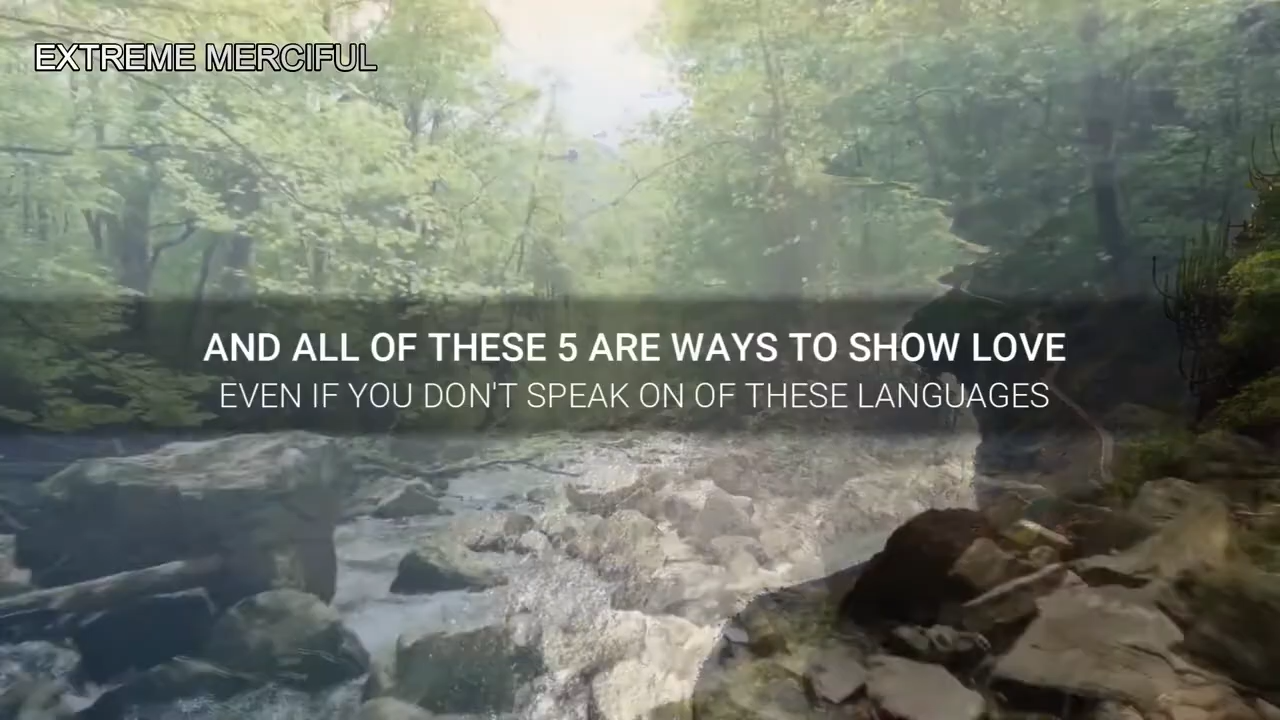 EXTREME MERCIFUL
AND ALL OF THESE 5 ARE WAYS TO SHOW LOVE
EVEN IF YOU DON'T SPEAK ON OF THESE LANGUAGES